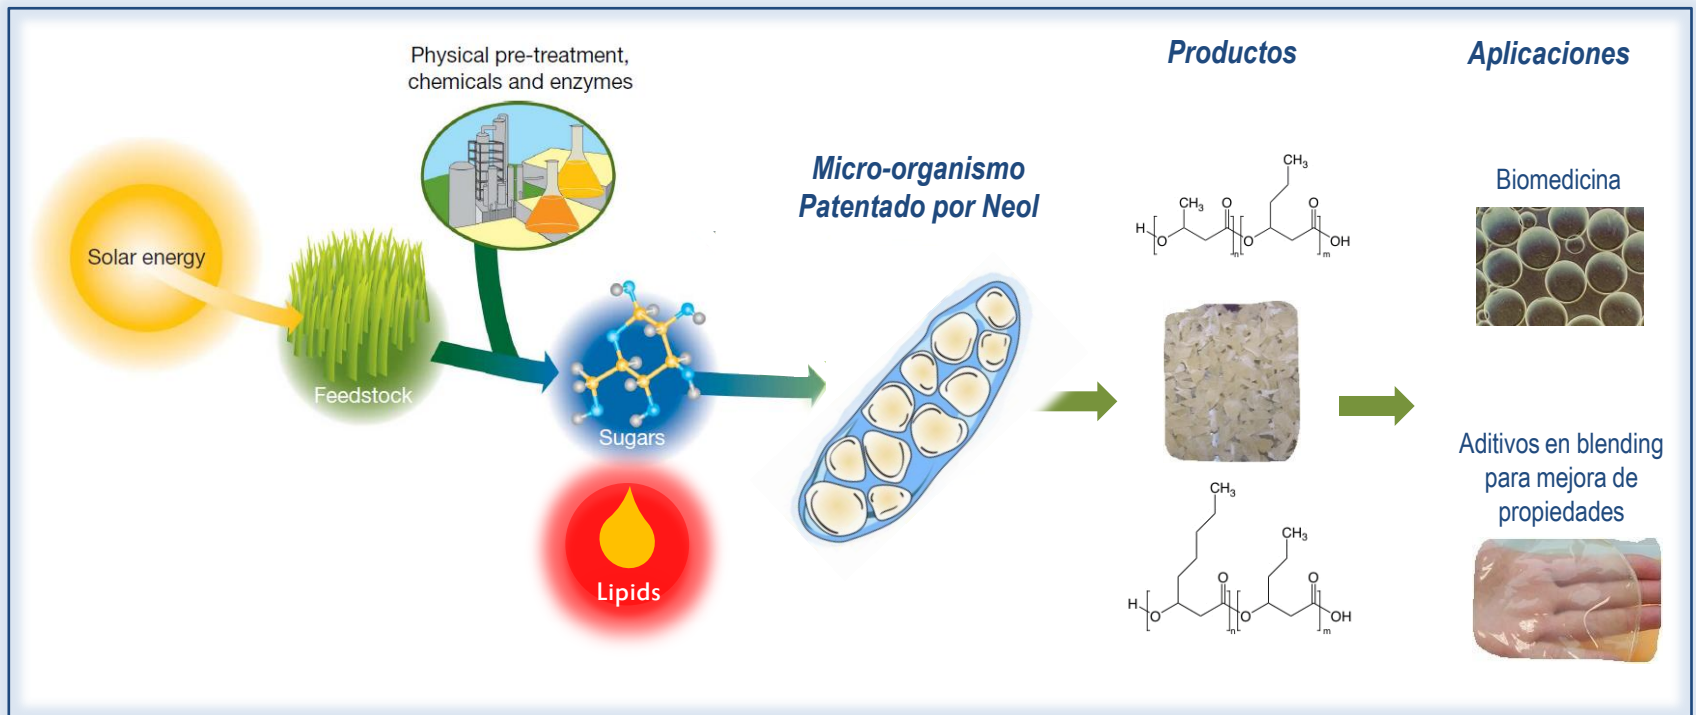 Physical pre-treatment,
chemicals and enzymes
Solar energy
Feedstock
Sugars
Lipids
Micro-organismo
Patentado por Neol
Productos
CH3
CH3
O
O
H
O
n
O
m
OH
CH3
CH3
O
O
H
O
n
O
m
OH
Aplicaciones
Biomedicina
Aditivos en blending
para mejora de
propiedades